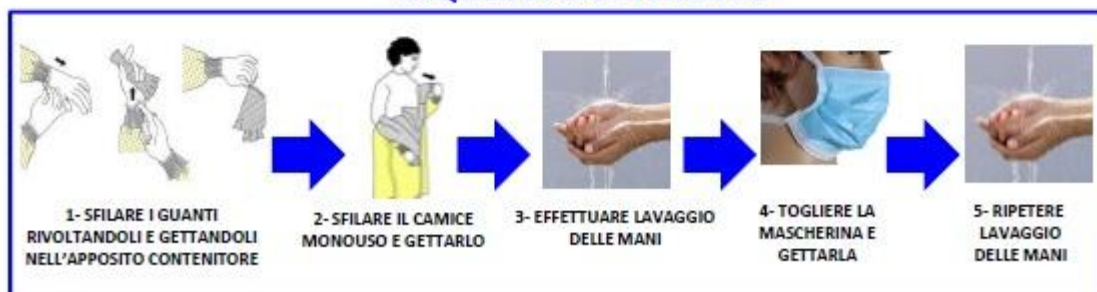 1- SFILARE I GUANTI
RIVOLTANDOLI E GETTANDOLI
NELL'APPOSITO CONTENITORE
2- SFILARE IL CAMICE
MONOUSO E GETTARLO
3- EFFETTUARE LAVAGGIO
DELLE MANI
4- TOGLIERE LA
MASCHERINA E
GETTARLA
5- RIPETERE
LAVAGGIO
DELLE MANI